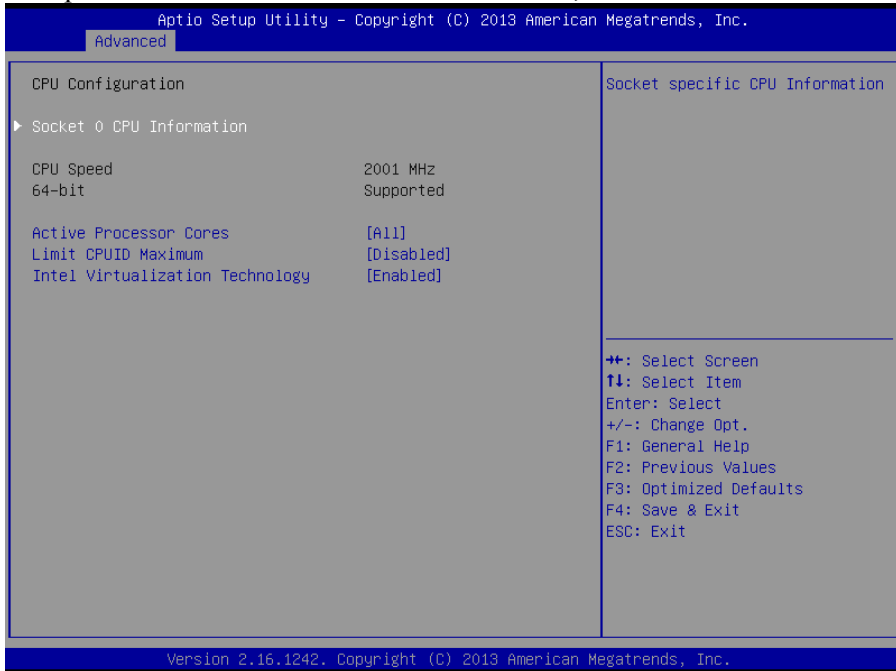 Aptio Setup Utility – Copyright (C) 2013 American Megatrends, Inc.
Advanced
CPU Configuration
Socket 0 CPU Information
CPU Speed 2001 MHz
64-bit Supported
Active Processor Cores [All]
Limit CPUID Maximum [Disabled]
Intel Virtualization Technology [Enabled]
Socket specific CPU Information
→←: Select Screen
↑↓: Select Item
Enter: Select
+/-: Change Opt.
F1: General Help
F2: Previous Values
F3: Optimized Defaults
F4: Save & Exit
ESC: Exit
Version 2.16.1242. Copyright (C) 2013 American Megatrends, Inc.